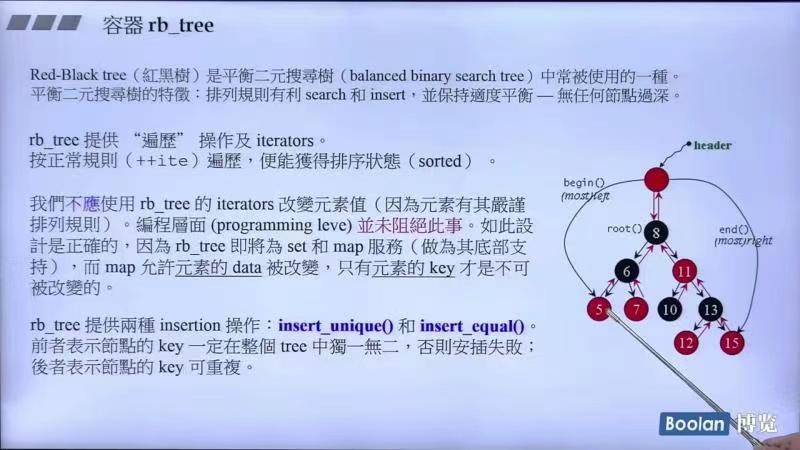 容器 rb_tree
Red-Black tree（紅黑樹）是平衡二元搜尋樹（balanced binary search tree）中常被使用的一種。
平衡二元搜尋樹的特徵：排列規則有利 search 和 insert，並保持適度平衡 — 無任何節點過深。
rb_tree 提供 “遍歷” 操作及 iterators。
按正常規則（++ite）遍歷，便能獲得排序狀態（sorted）。
我們不應使用 rb_tree 的 iterators 改變元素值（因為元素有其嚴謹
排列規則）。編程層面 (programming leve) 並未阻絕此事。如此設
計是正確的，因為 rb_tree 即將為 set 和 map 服務（做為其底部支
持），而 map 允許元素的 data 被改變，只有元素的 key 才是不可
被改變的。
rb_tree 提供兩種 insertion 操作：insert_unique() 和 insert_equal()。
前者表示節點的 key 一定在整個 tree 中獨一無二，否則安插失敗；
後者表示節點的 key 可重複。
header
begin()
(most)left
root()
end()
(most)right
8
6
11
5
7
10
13
12
15
Boolan 博览